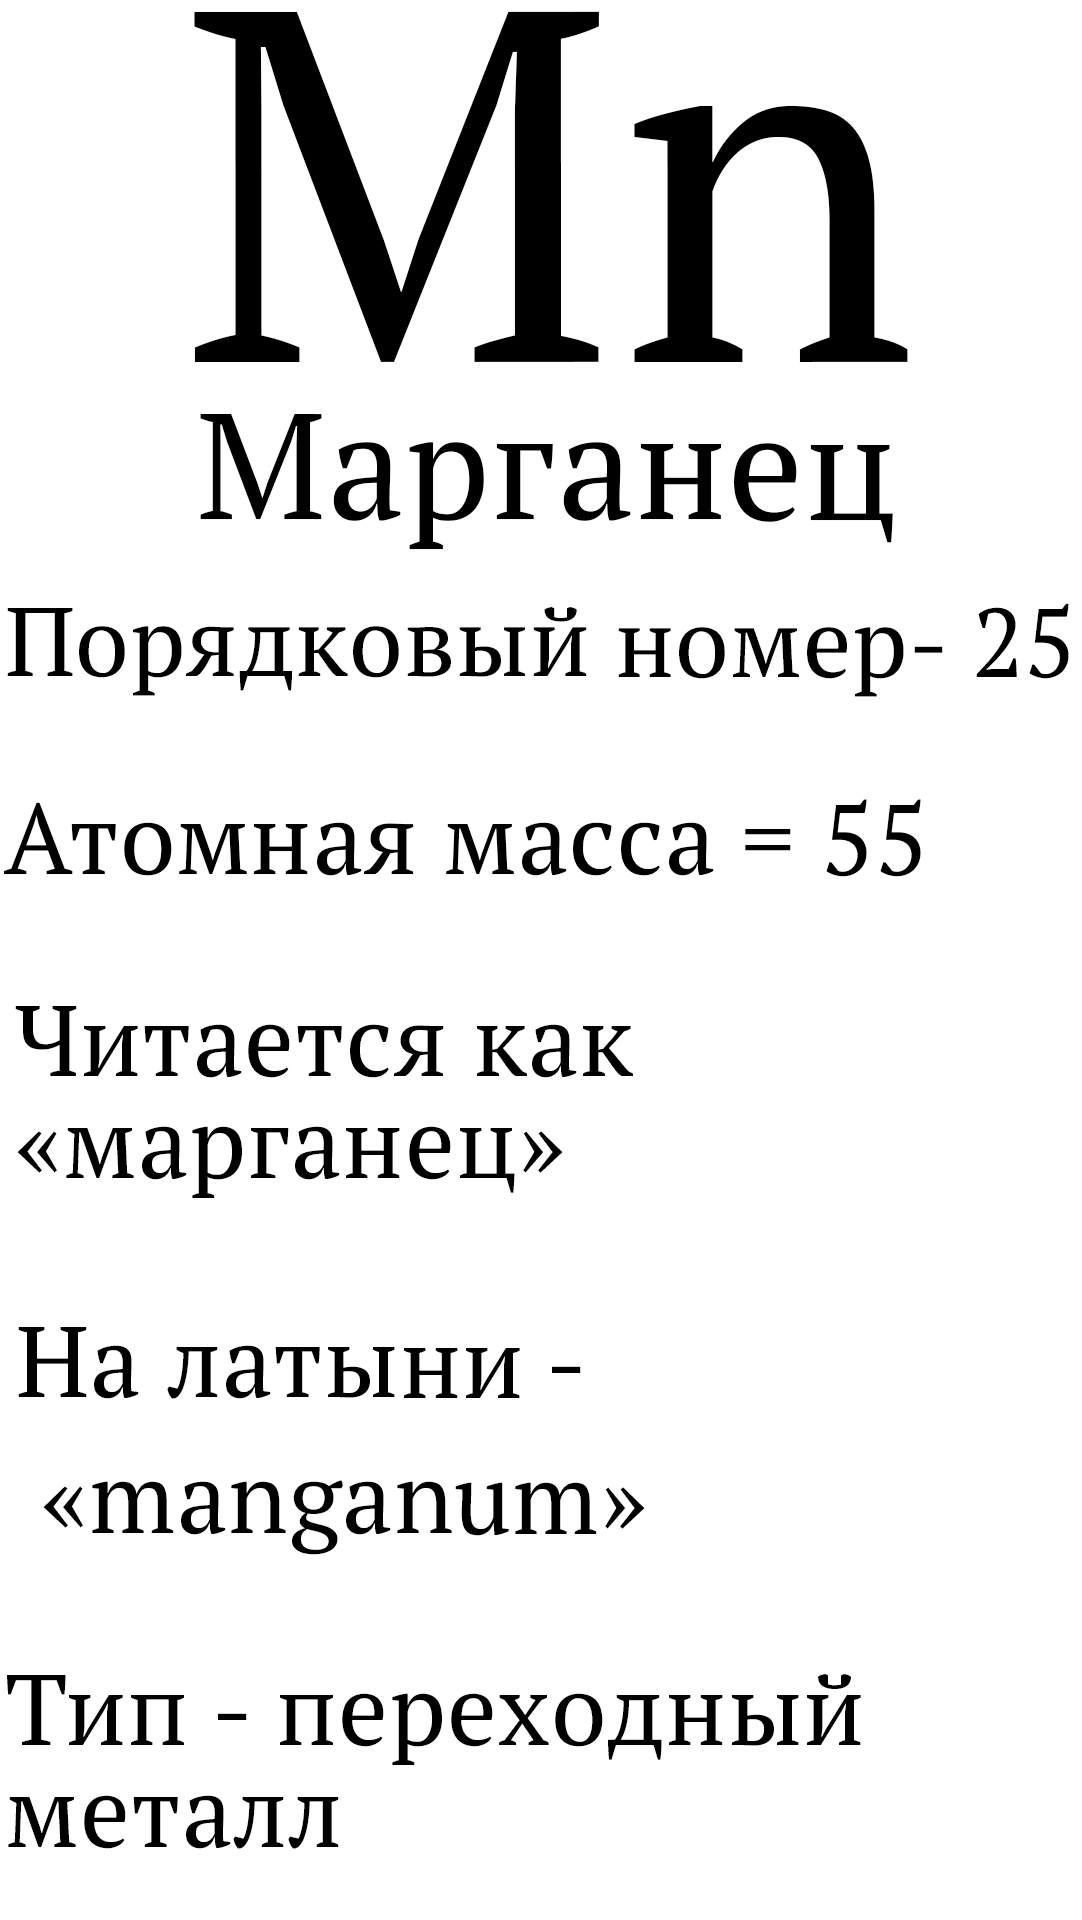 Mn
Марганец
Порядковый номер- 25
Атомная масса = 55
Читается как
«марганец»
На латыни -
«manganum»
Тип - переходный
металл